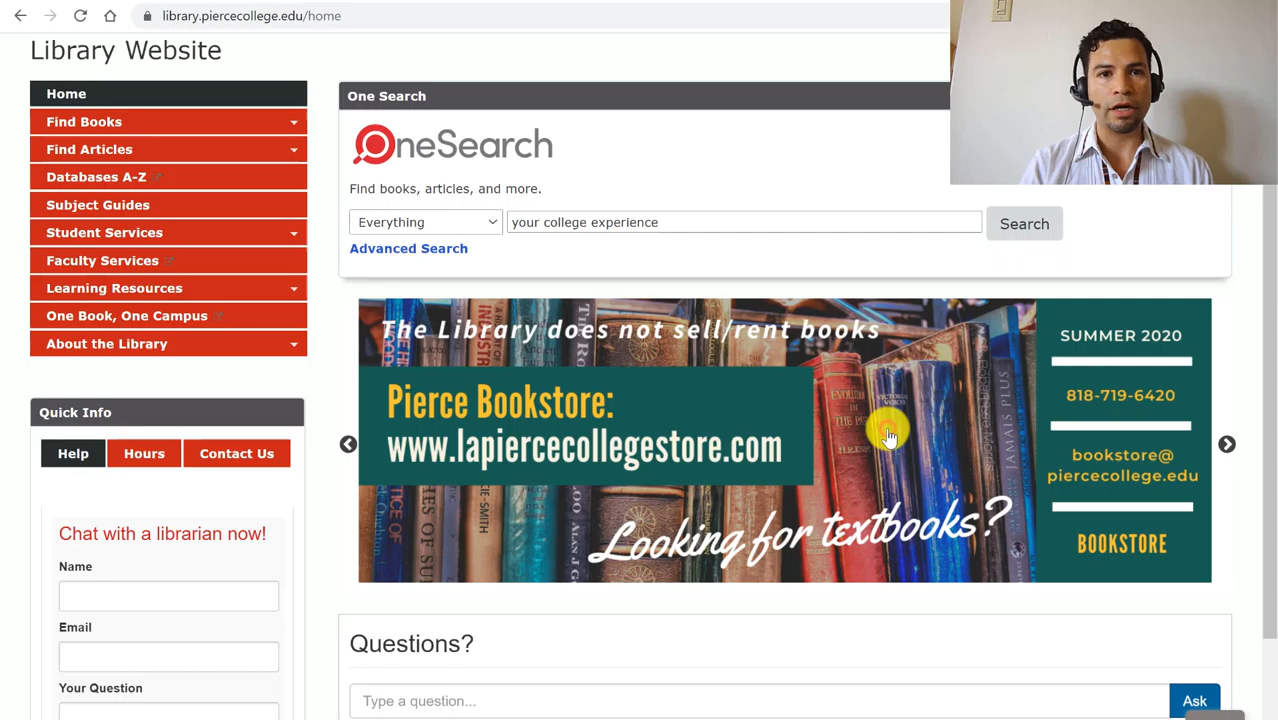 library.piercecollege.edu/home
Library Website
Home
Find Books
Find Articles
Databases A-Z
Subject Guides
Student Services
Faculty Services
Learning Resources
One Book, One Campus
About the Library
Quick Info
Help Hours Contact Us
Chat with a librarian now!
Name
Email
Your Question
One Search
OneSearch
Find books, articles, and more.
Everything your college experience Search
Advanced Search
The Library does not sell/rent books
Pierce Bookstore:
www.lapiercecollegestore.com
Looking for textbooks?
SUMMER 2020
818-719-6420
bookstore@
piercecollege.edu
BOOKSTORE
Questions?
Type a question... Ask